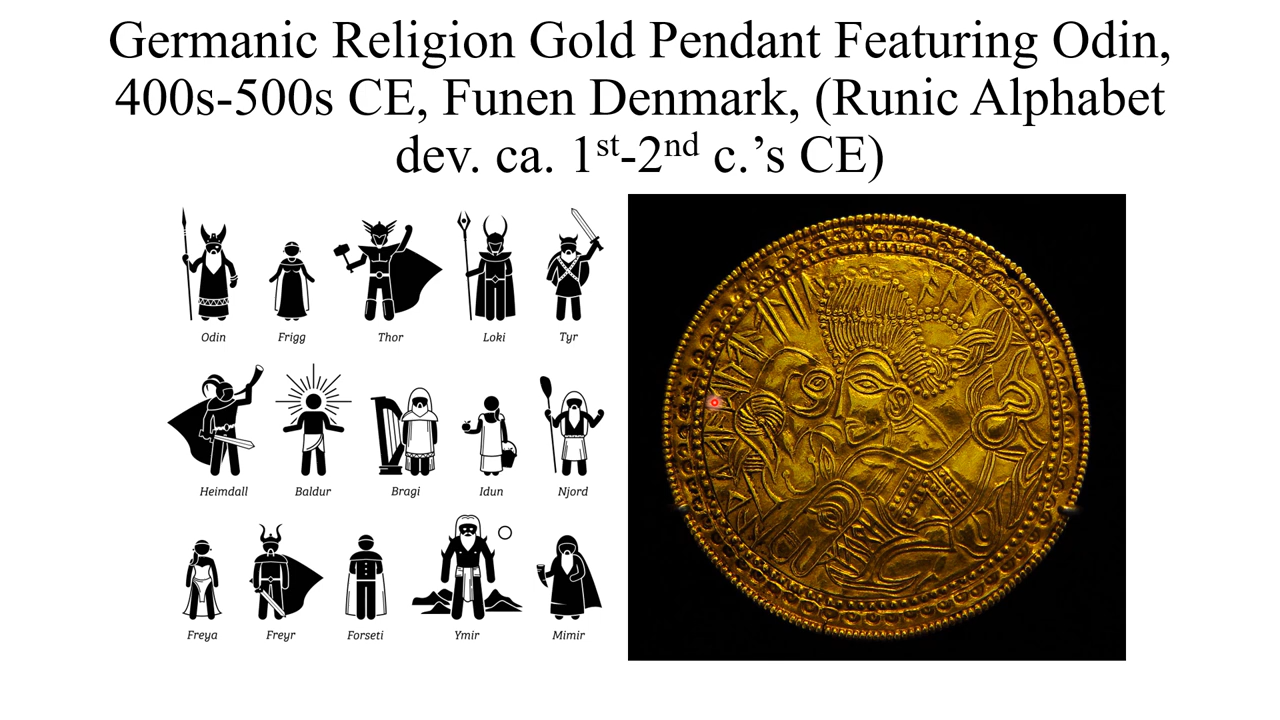 Germanic Religion Gold Pendant Featuring Odin,
400s-500s CE, Funen Denmark, (Runic Alphabet
dev. ca. 1st-2nd c.’s CE)
Odin Frigg Thor Loki Tyr
Heimdall Baldur Bragi Idun Njord
Freya Freyr Forseti Ymir Mimir